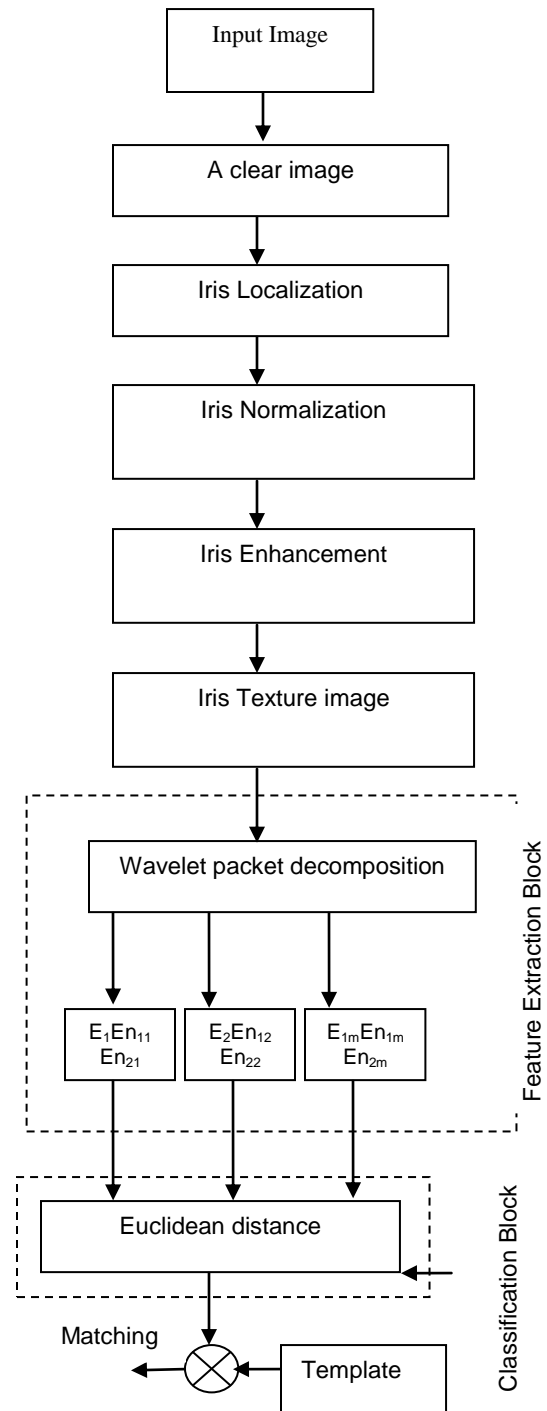 Input Image
A clear image
Iris Localization
Iris Normalization
Iris Enhancement
Iris Texture image
Wavelet packet decomposition
E₁En₁₁
En₂₁
E₂En₁₂
En₂₂
E₁ₘEn₁ₘ
En₂ₘ
Feature Extraction Block
Euclidean distance
Classification Block
Matching
Template